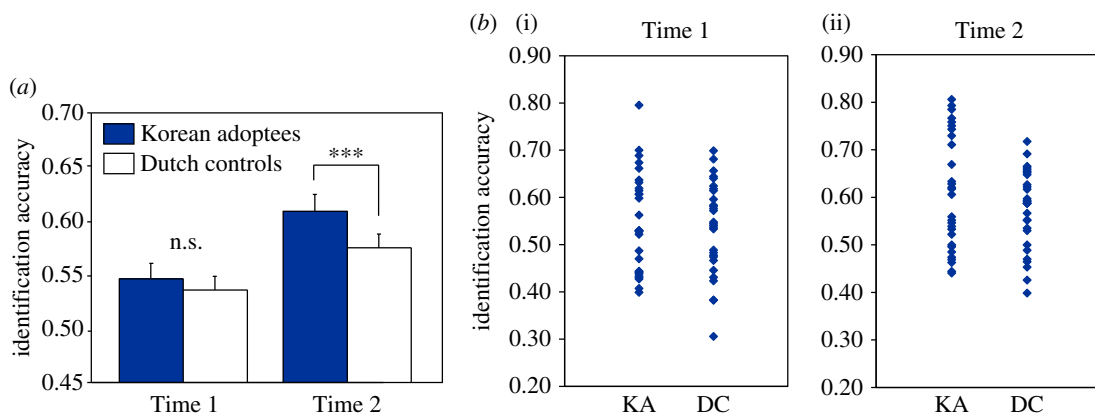 (a)
0.70
0.65
0.60
0.55
0.50
0.45
identification accuracy
Korean adoptees
Dutch controls
***
n.s.
Time 1
Time 2
(b) (i)
Time 1
0.90
0.80
0.70
0.60
0.50
0.40
0.30
0.20
identification accuracy
KA
DC
(ii)
Time 2
0.90
0.80
0.70
0.60
0.50
0.40
0.30
0.20
KA
DC